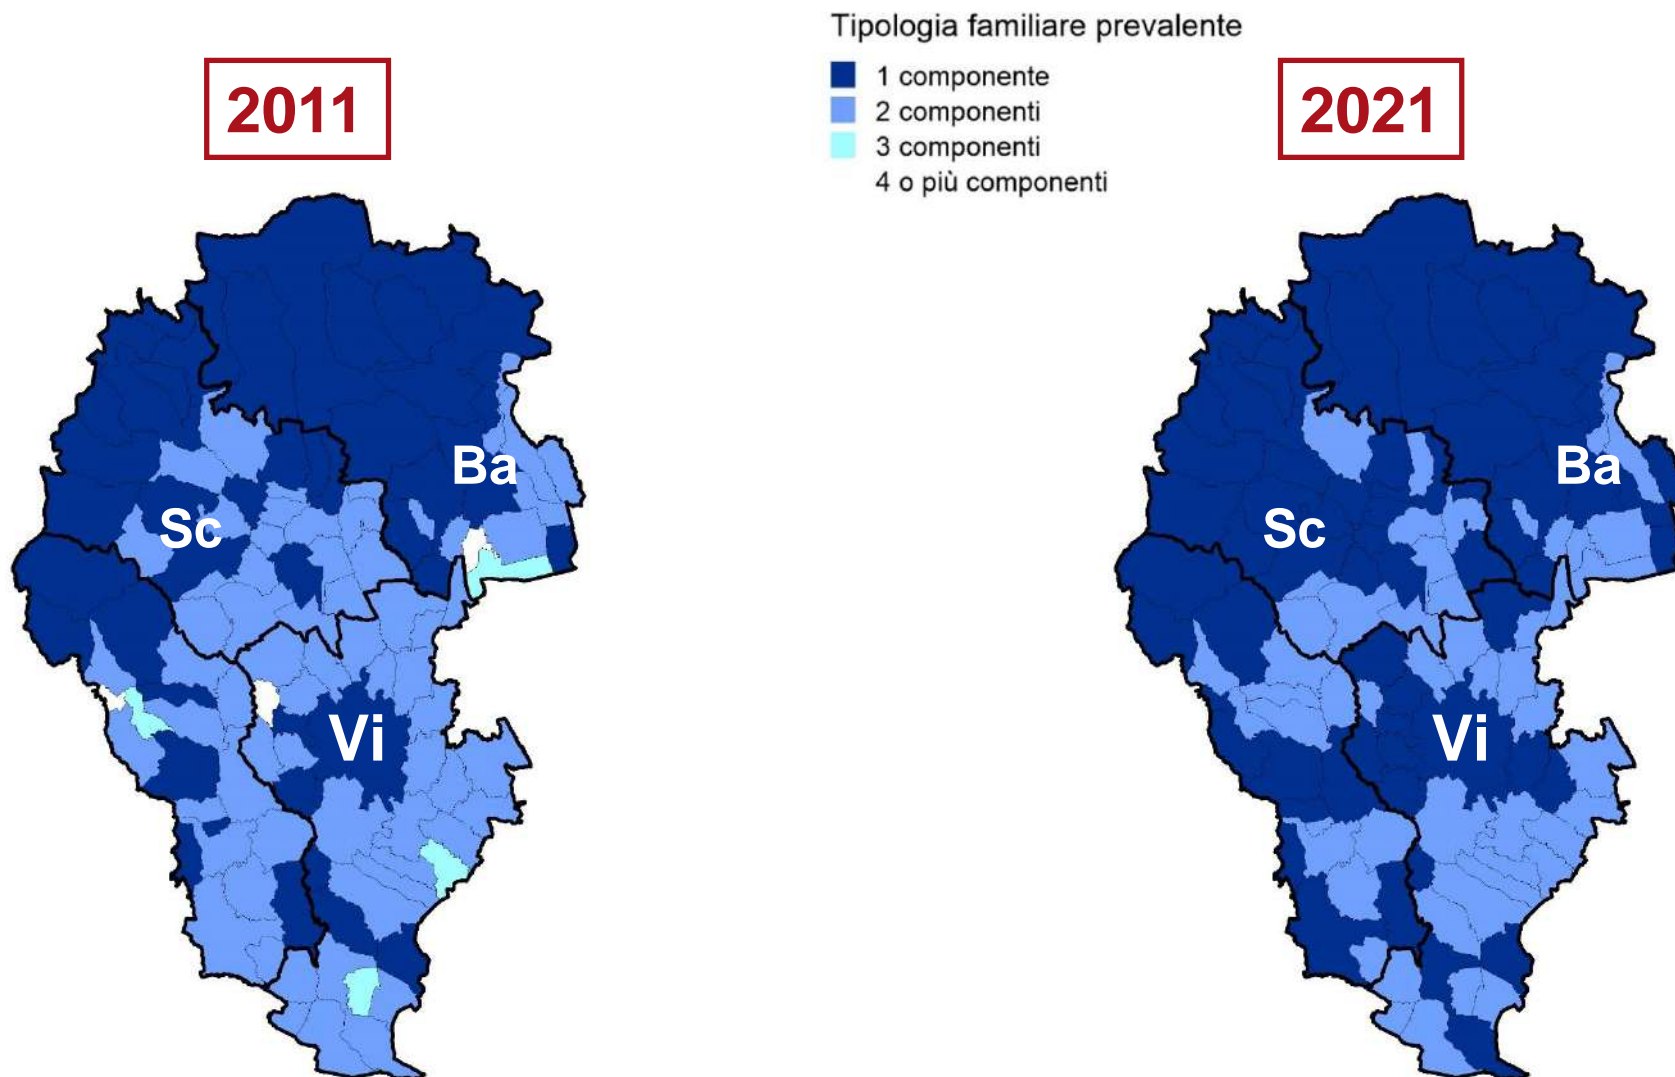 Tipologia familiare prevalente
1 componente
2 componenti
3 componenti
4 o più componenti
2011
2021
Ba
Sc
Vi
Ba
Sc
Vi